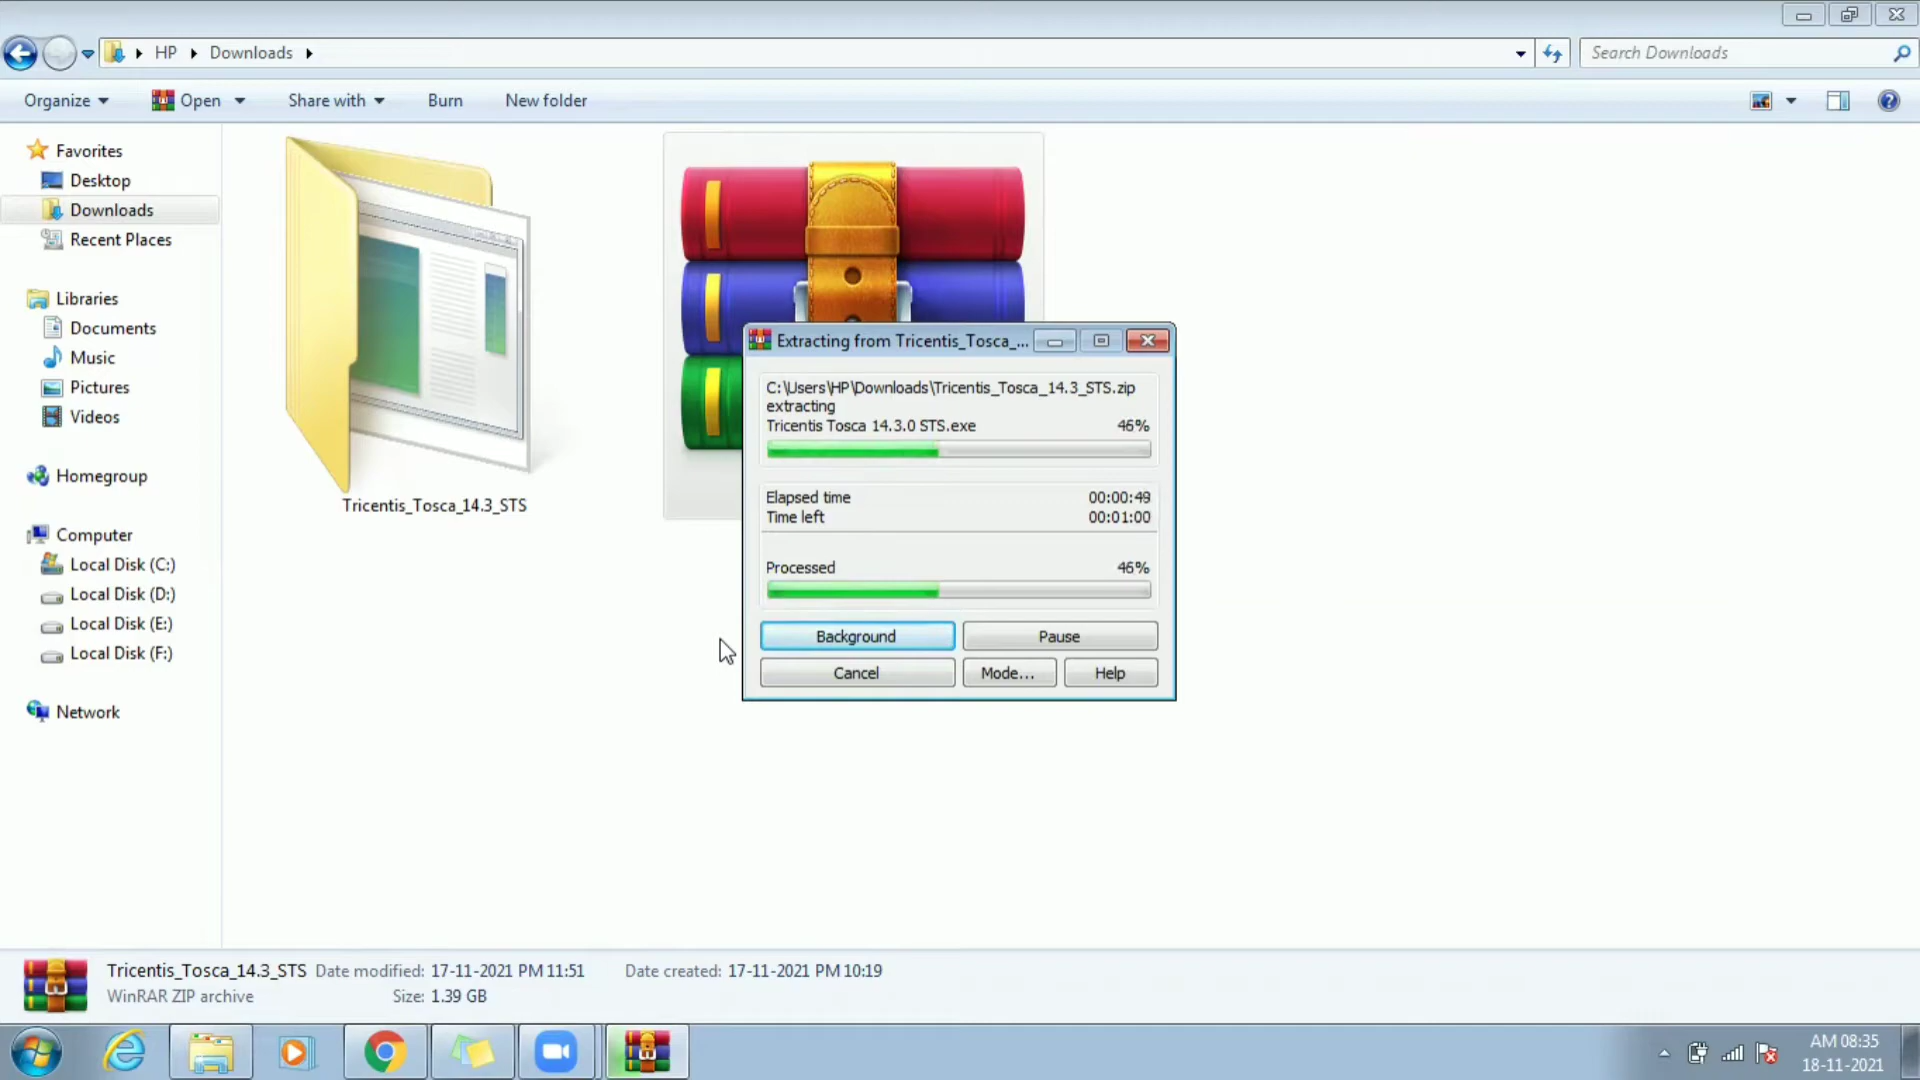 HP
Downloads
Search Downloads
Organize
Open
Share with
Burn
New folder
Favorites
Desktop
Downloads
Recent Places
Libraries
Documents
Music
Pictures
Videos
Homegroup
Computer
Local Disk (C:)
Local Disk (D:)
Local Disk (E:)
Local Disk (F:)
Network
Tricentis_Tosca_14.3_STS
Extracting from Tricentis_Tosca_...
C:\Users\HP\Downloads\Tricentis_Tosca_14.3_STS.zip
extracting
Tricentis Tosca 14.3.0 STS.exe 46%
Elapsed time 00:00:49
Time left 00:01:00
Processed 46%
Background
Pause
Cancel
Mode...
Help
Tricentis_Tosca_14.3_STS Date modified: 17-11-2021 PM 11:51 Date created: 17-11-2021 PM 10:19
WinRAR ZIP archive Size: 1.39 GB
AM 08:35
18-11-2021